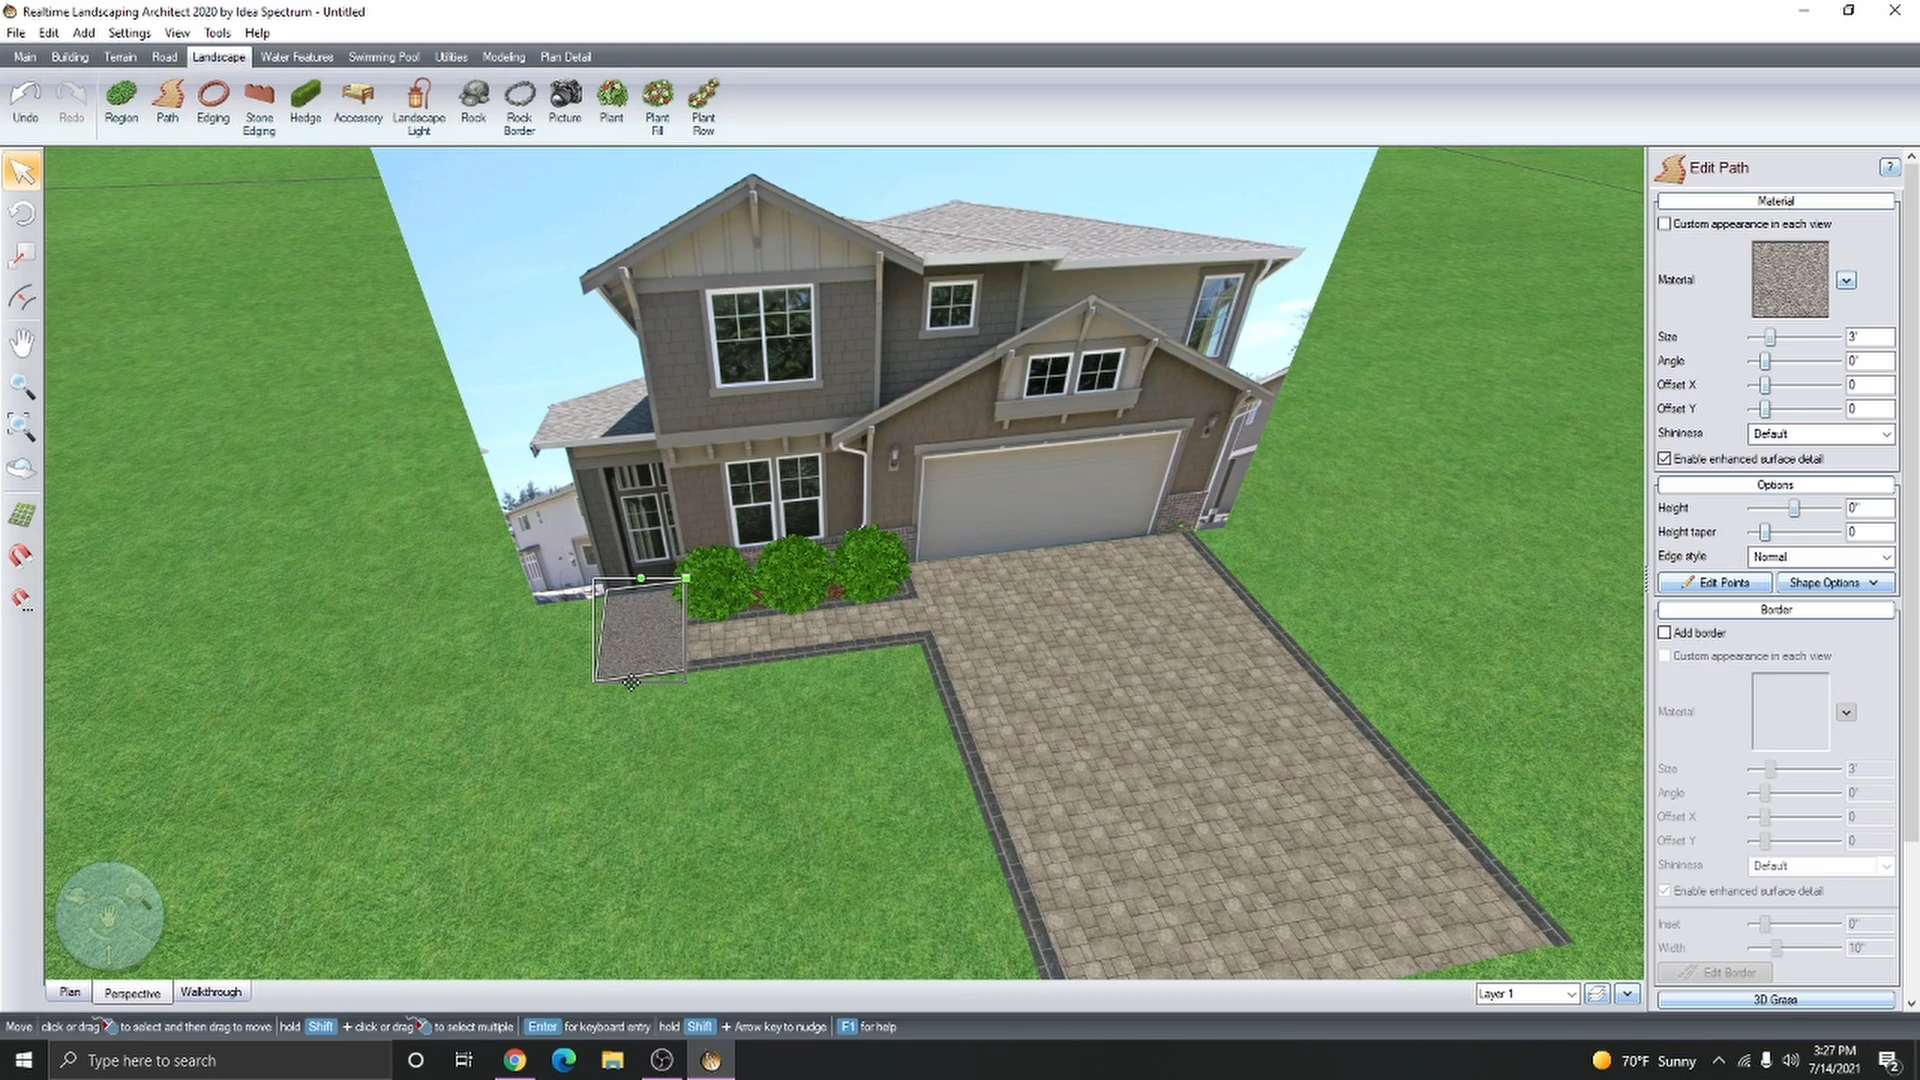 Realtime Landscaping Architect 2020 by Idea Spectrum - Untitled
File Edit Add Settings View Tools Help
Main Building Terrain Road Landscape Water Features Swimming Pool Utilities Modeling Plan Detail
Undo Redo Region Path Edging Stone Edging Hedge Accessory Landscape Light Rock Rock Border Picture Plant Plant Fill Plant Row
Edit Path ?
Material
Custom appearance in each view
Material
Size 3'
Angle 0°
Offset X 0
Offset Y 0
Shininess Default
Enable enhanced surface detail
Options
Height 0"
Height taper 0
Edge style Normal
Edit Points Shape Options
Border
Add border
Custom appearance in each view
Material
Size 3'
Angle 0°
Offset X 0
Offset Y 0
Shininess Default
Enable enhanced surface detail
Inset 0"
Width 10"
Edit Border
3D Grass
Plan Perspective Walkthrough
Layer 1
Move click or drag to select and then drag to move hold Shift + click or drag to select multiple Enter for keyboard entry hold Shift + Arrow key to nudge F1 for help
Type here to search
70°F Sunny
3:27 PM
7/14/2021
2